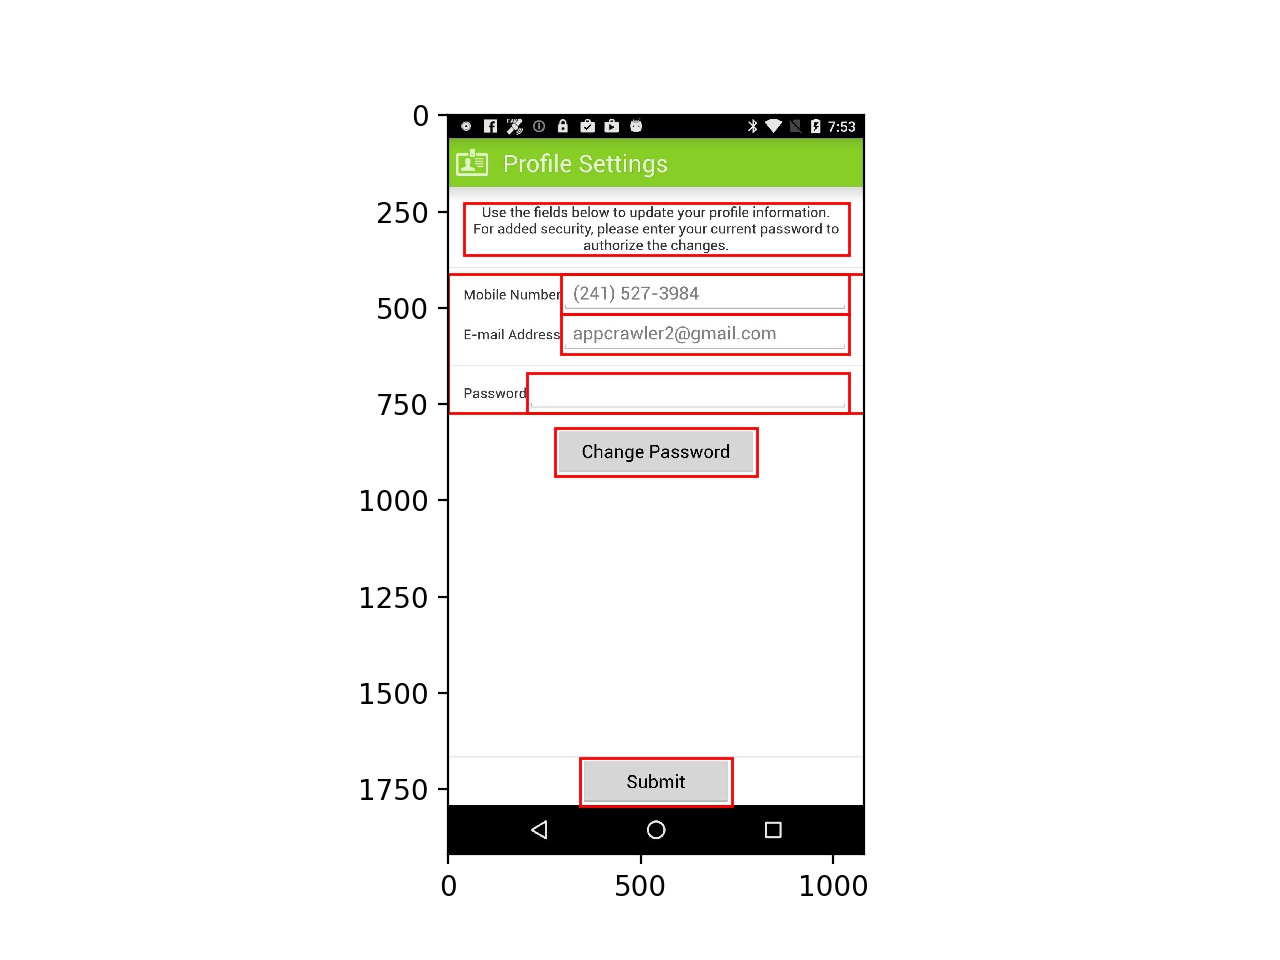 0
250
500
750
1000
1250
1500
1750
7:53
Profile Settings
Use the fields below to update your profile information.
For added security, please enter your current password to
authorize the changes.
Mobile Number (241) 527-3984
E-mail Address appcrawler2@gmail.com
Password
Change Password
Submit
0 500 1000